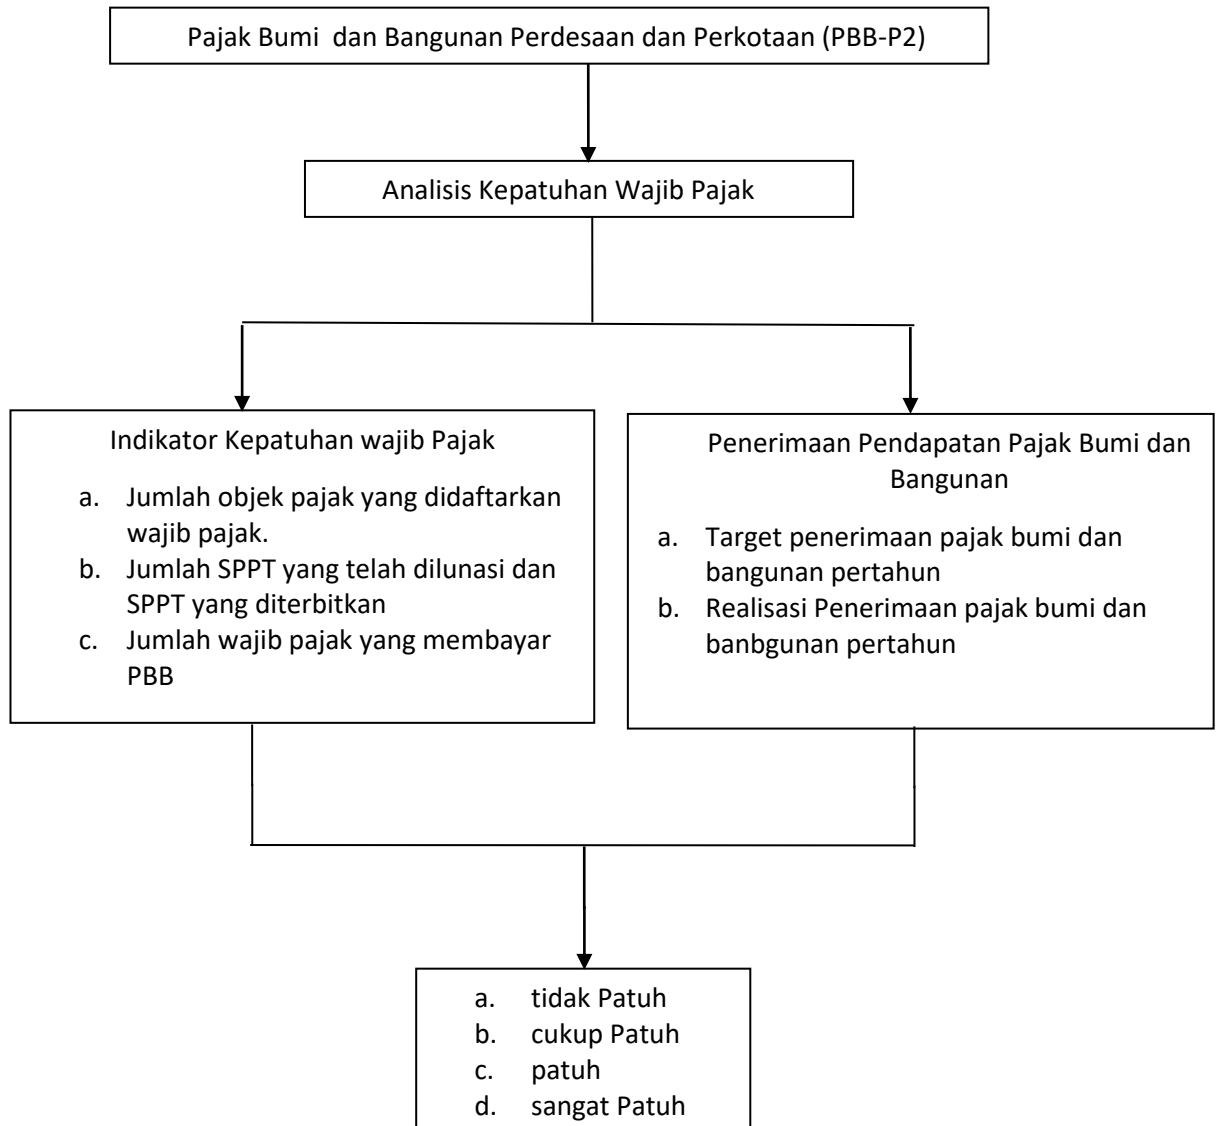 Pajak Bumi  dan Bangunan Perdesaan dan Perkotaan (PBB-P2)
Analisis Kepatuhan Wajib Pajak
Indikator Kepatuhan wajib Pajak
a. Jumlah objek pajak yang didaftarkan
wajib pajak.
b. Jumlah SPPT yang telah dilunasi dan
SPPT yang diterbitkan
c. Jumlah wajib pajak yang membayar
PBB
Penerimaan Pendapatan Pajak Bumi dan
Bangunan
a. Target penerimaan pajak bumi dan
bangunan pertahun
b. Realisasi Penerimaan pajak bumi dan
banbgunan pertahun
a. tidak Patuh
b. cukup Patuh
c. patuh
d. sangat Patuh